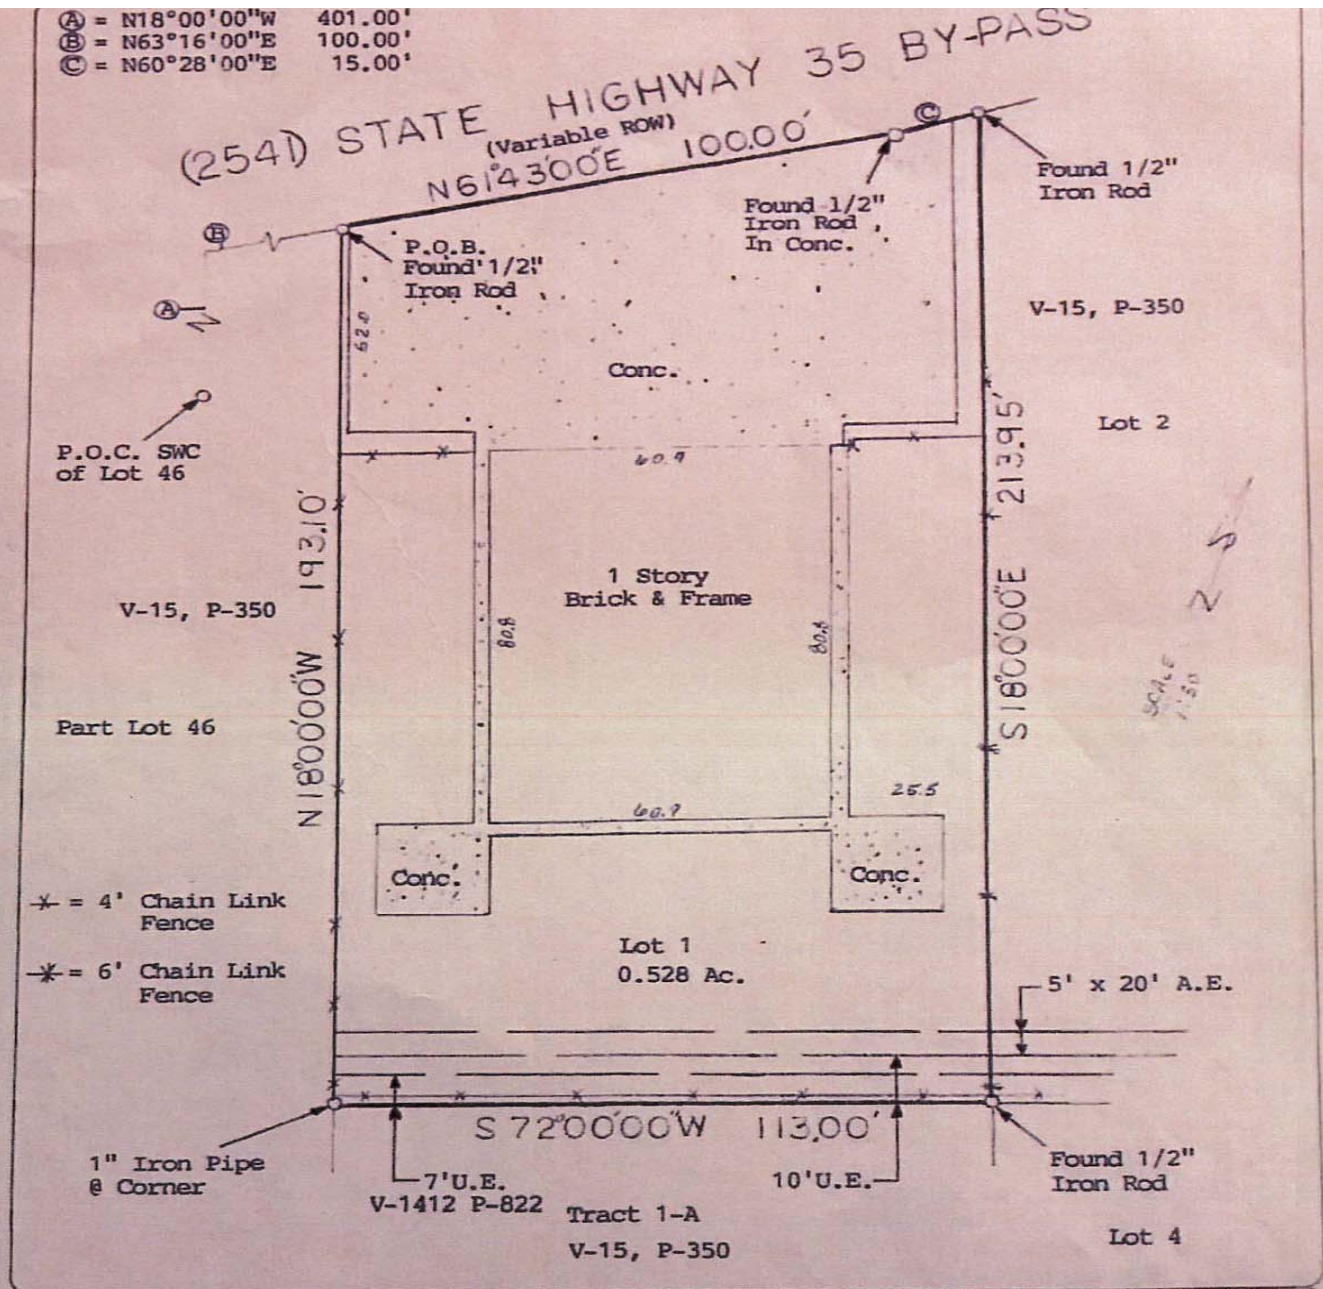 Ⓐ = N18°00'00"W 401.00'
Ⓑ = N63°16'00"E 100.00'
Ⓒ = N60°28'00"E 15.00'
(2541) STATE HIGHWAY 35 BY-PASS
(Variable ROW)
N61°43'00"E 100.00'
Ⓒ
Found 1/2"
Iron Rod
Found 1/2"
Iron Rod
In Conc.
Ⓑ
P.O.B.
Found 1/2"
Iron Rod
Ⓐ
V-15, P-350
62.0
Conc.
P.O.C. SWC
of Lot 46
Lot 2
60.9
193.10'
213.95'
1 Story
Brick & Frame
V-15, P-350
80.8
80.8
N18°00'00"W
S18°00'00"E
SCALE
1:50
Part Lot 46
25.5
60.9
Conc.
Conc.
= 4' Chain Link
Fence
Lot 1
0.528 Ac.
= 6' Chain Link
Fence
5' x 20' A.E.
S 72°00'00"W 113.00'
1" Iron Pipe
@ Corner
7'U.E.
V-1412 P-822
10'U.E.
Found 1/2"
Iron Rod
Tract 1-A
V-15, P-350
Lot 4